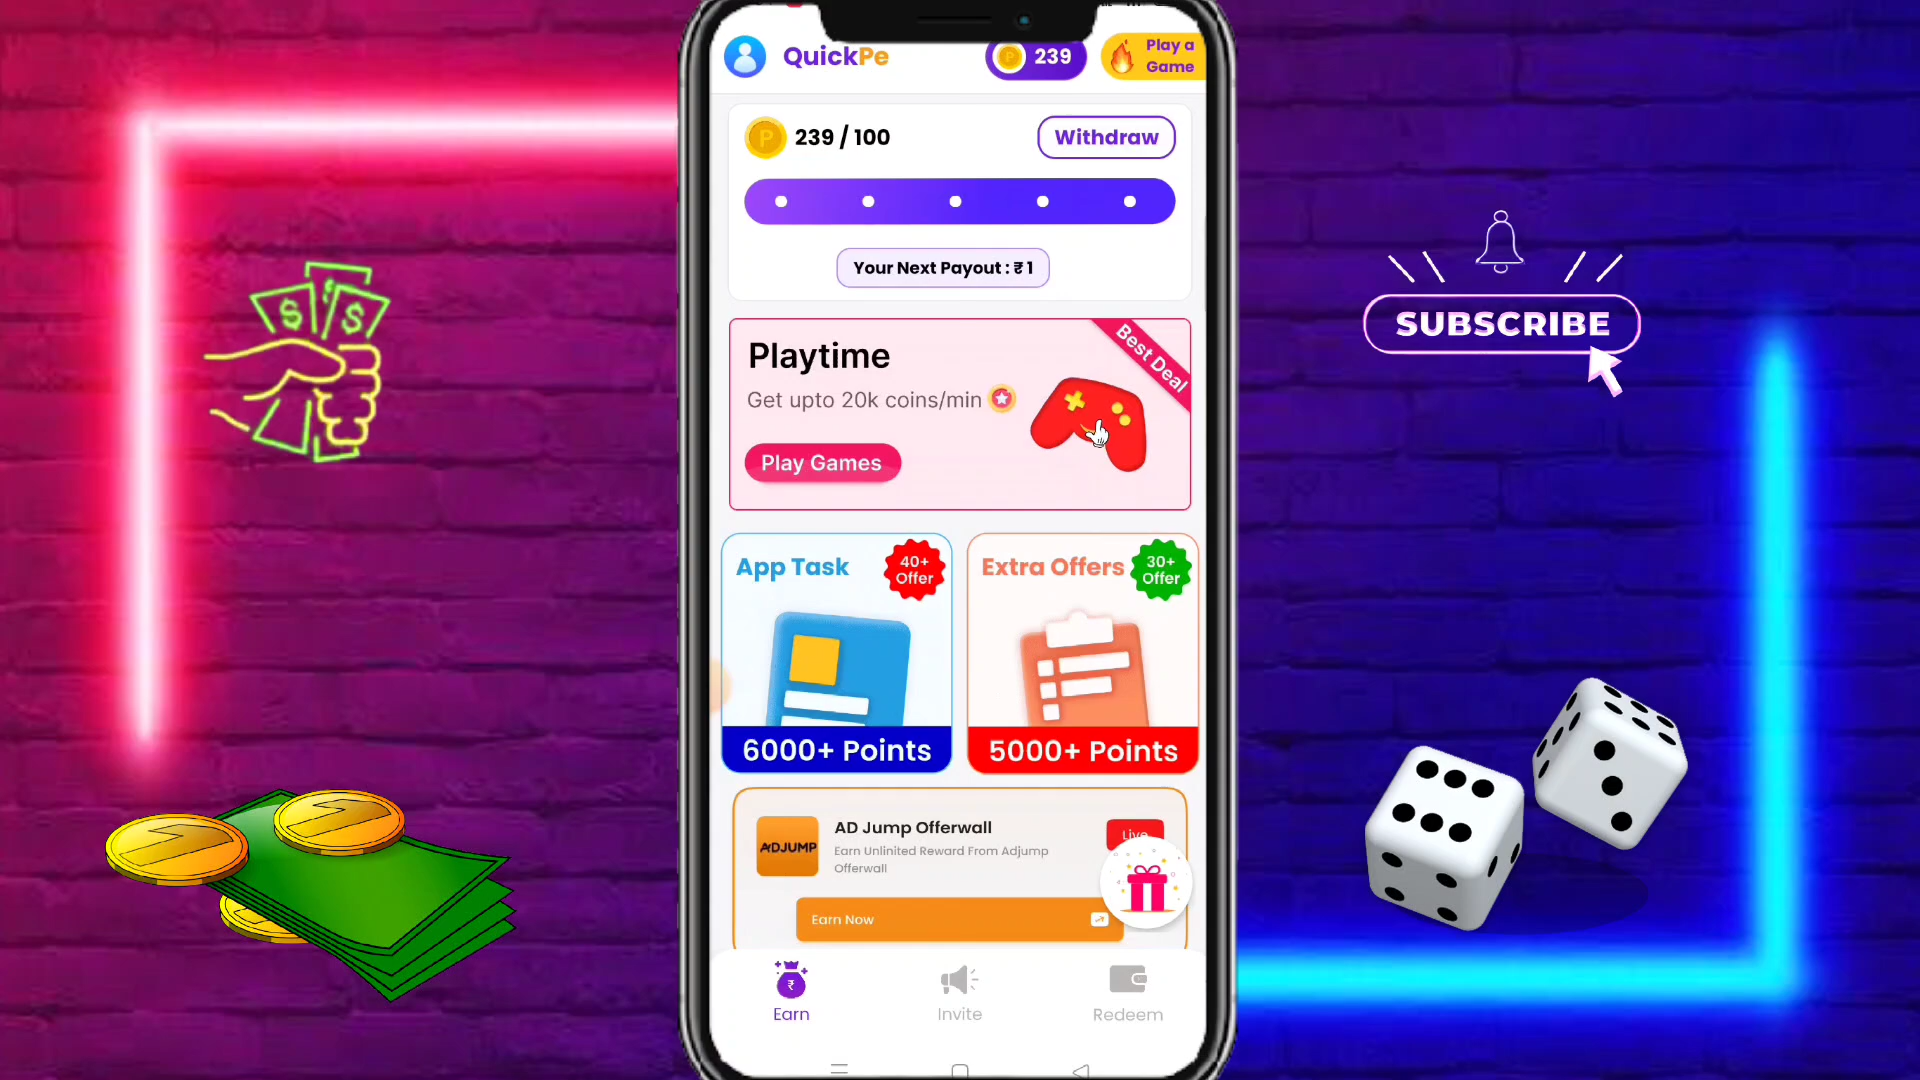 QuickPe
239
Play a
Game
239 / 100
Withdraw
Your Next Payout : ₹ 1
Playtime
Best Deal
Get upto 20k coins/min
Play Games
App Task
40+
Offer
6000+ Points
Extra Offers
30+
Offer
5000+ Points
ADJUMP
AD Jump Offerwall
Earn Unlinited Reward From Adjump
Offerwall
Live
Earn Now
Earn
Invite
Redeem
SUBSCRIBE